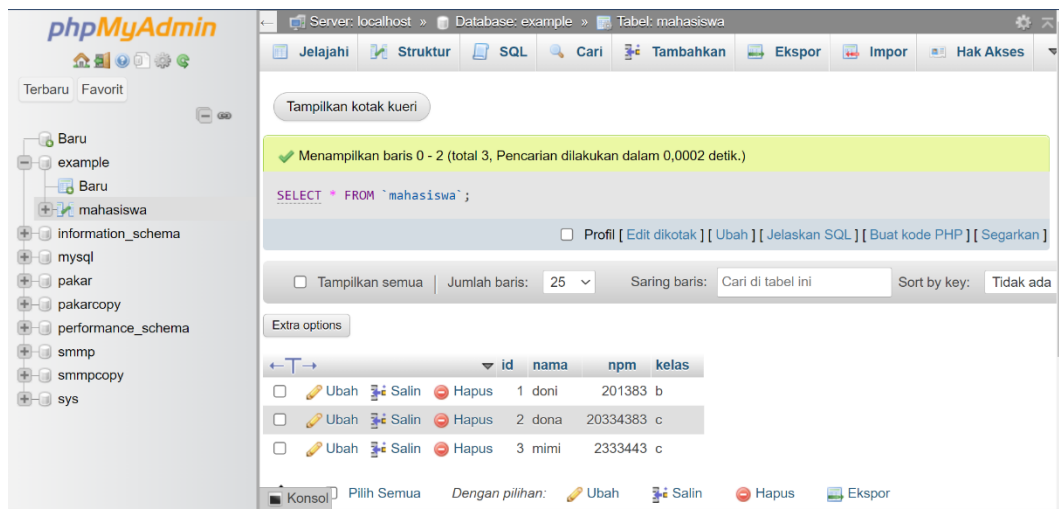 phpMyAdmin
Terbaru Favorit
Baru
example
Baru
mahasiswa
information_schema
mysql
pakar
pakarcopy
performance_schema
smmp
smmpcopy
sys
Server: localhost » Database: example » Tabel: mahasiswa
Jelajahi Struktur SQL Cari Tambahkan Ekspor Impor Hak Akses
Tampilkan kotak kueri
Menampilkan baris 0 - 2 (total 3, Pencarian dilakukan dalam 0,0002 detik.)
SELECT * FROM `mahasiswa`;
Profil [ Edit dikotak ] [ Ubah ] [ Jelaskan SQL ] [ Buat kode PHP ] [ Segarkan ]
Tampilkan semua | Jumlah baris: 25 Saring baris: Cari di tabel ini Sort by key: Tidak ada
Extra options
←T→ id nama npm kelas
Ubah Salin Hapus 1 doni 201383 b
Ubah Salin Hapus 2 dona 20334383 c
Ubah Salin Hapus 3 mimi 2333443 c
Konsol Pilih Semua Dengan pilihan: Ubah Salin Hapus Ekspor